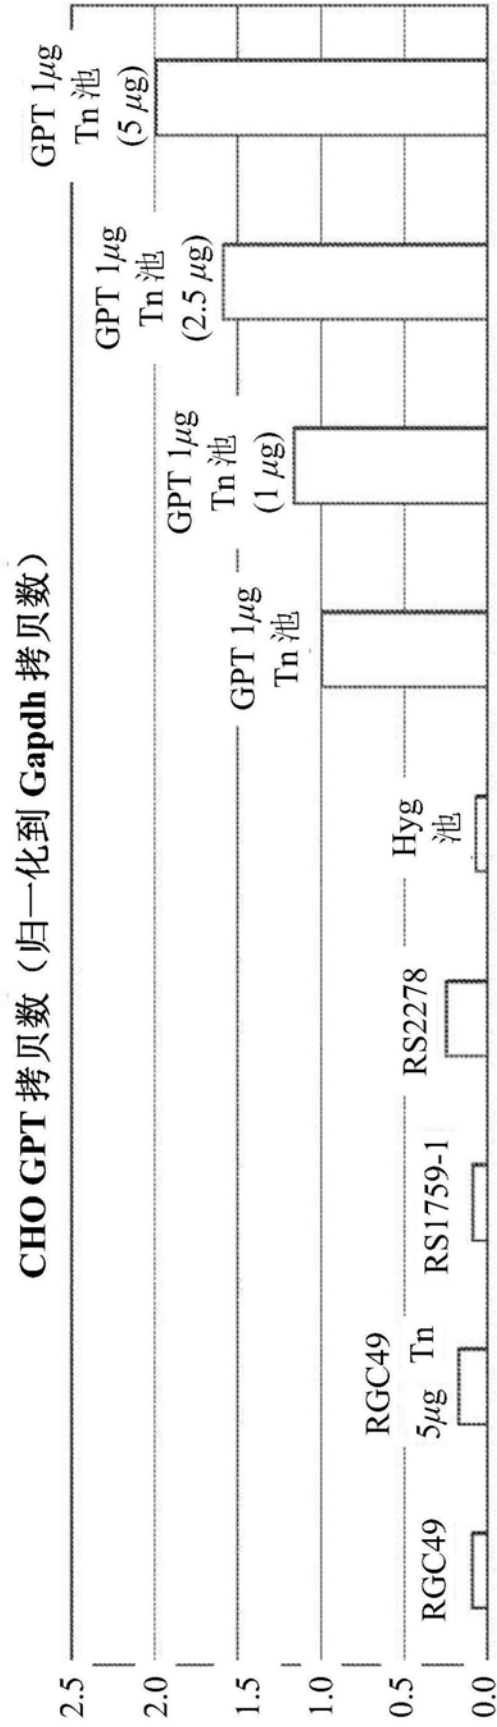 CHO GPT 拷贝数（归一化到 Gapdh 拷贝数）
2.5
2.0
1.5
1.0
0.5
0.0
RGC49
RGC49
5μg Tn
RS1759-1
RS2278
Hyg
池
GPT 1μg
Tn 池
GPT 1μg
Tn 池
(1 μg)
GPT 1μg
Tn 池
(2.5 μg)
GPT 1μg
Tn 池
(5 μg)